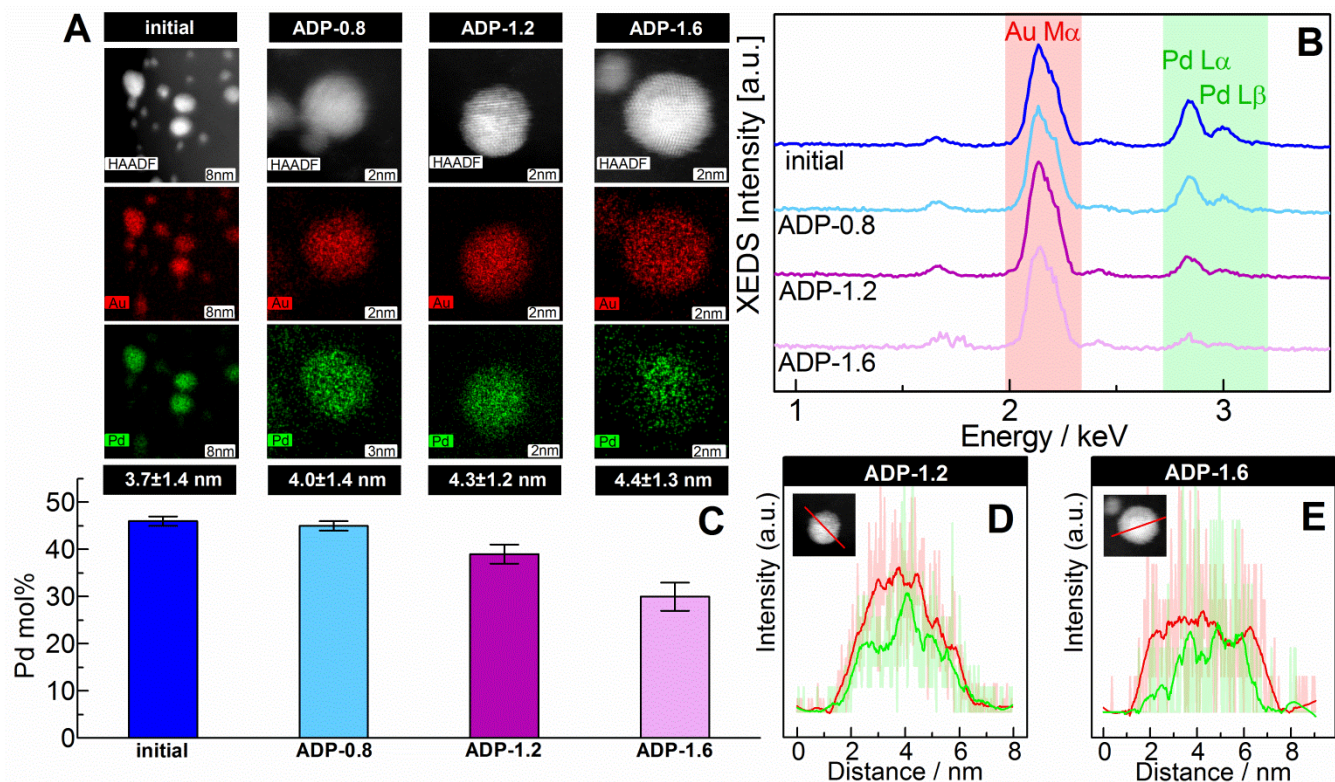 A
initial
ADP-0.8
ADP-1.2
ADP-1.6
HAADF
8nm
HAADF
2nm
HAADF
2nm
HAADF
2nm
Au
8nm
Au
2nm
Au
2nm
Au
2nm
Pd
8nm
Pd
3nm
Pd
2nm
Pd
2nm
3.7±1.4 nm
4.0±1.4 nm
4.3±1.2 nm
4.4±1.3 nm
B
XEDS Intensity [a.u.]
Au Mα
Pd Lα
Pd Lβ
initial
ADP-0.8
ADP-1.2
ADP-1.6
1
2
3
Energy / keV
C
Pd mol%
50
40
30
20
10
0
initial
ADP-0.8
ADP-1.2
ADP-1.6
ADP-1.2
D
Intensity (a.u.)
0 2 4 6 8
Distance / nm
ADP-1.6
E
Intensity (a.u.)
0 2 4 6 8
Distance / nm